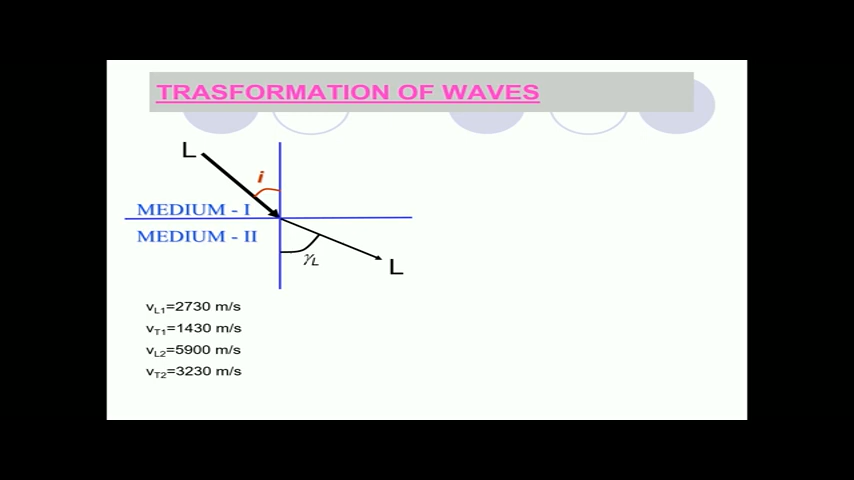 TRASFORMATION OF WAVES
L
i
MEDIUM - I
MEDIUM - II
γL
L
vL1=2730 m/s
vT1=1430 m/s
vL2=5900 m/s
vT2=3230 m/s